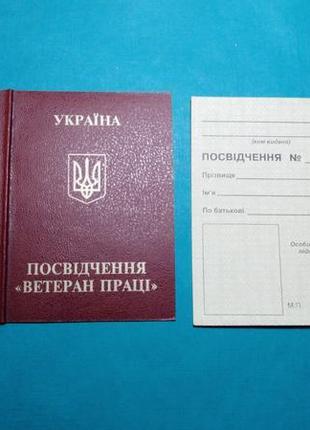 УКРАЇНА
ПОСВІДЧЕННЯ
«ВЕТЕРАН ПРАЦІ»
(ким видано)
ПОСВІДЧЕННЯ №
Прізвище
Ім'я
По батькові
М.П.